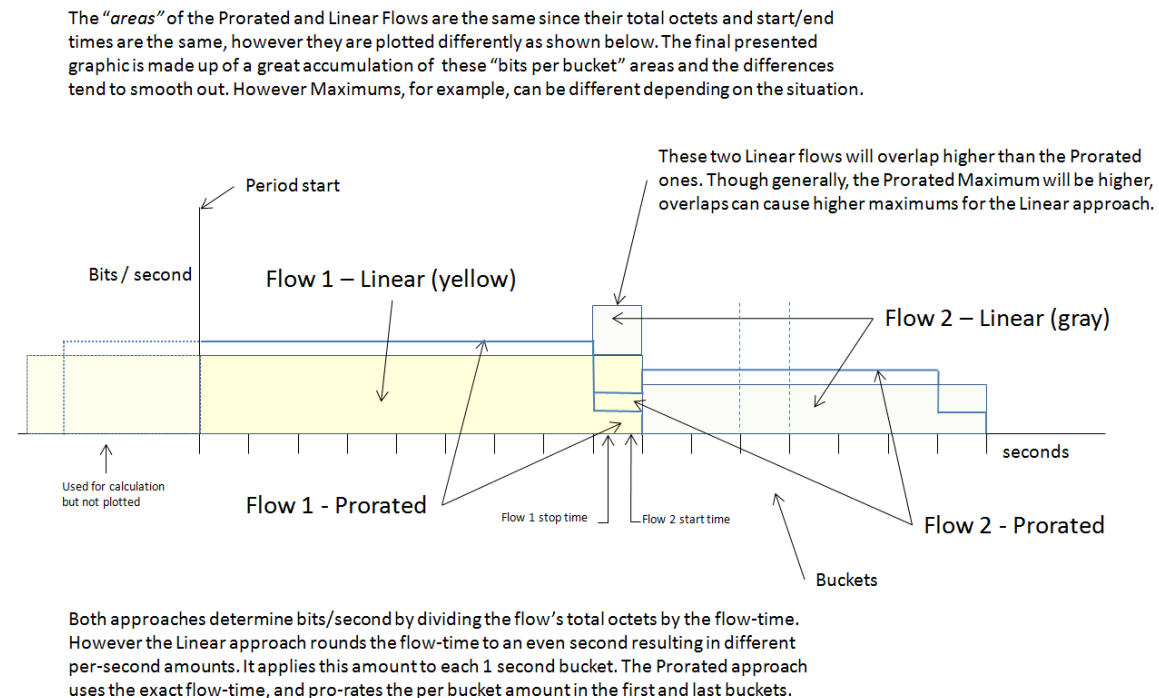 The “areas” of the Prorated and Linear Flows are the same since their total octets and start/end
times are the same, however they are plotted differently as shown below. The final presented
graphic is made up of a great accumulation of these “bits per bucket” areas and the differences
tend to smooth out. However Maximums, for example, can be different depending on the situation.
These two Linear flows will overlap higher than the Prorated
ones. Though generally, the Prorated Maximum will be higher,
overlaps can cause higher maximums for the Linear approach.
Period start
Bits / second
Flow 1 – Linear (yellow)
Flow 2 – Linear (gray)
seconds
Used for calculation
but not plotted
Flow 1 - Prorated
Flow 1 stop time
Flow 2 start time
Flow 2 - Prorated
Buckets
Both approaches determine bits/second by dividing the flow’s total octets by the flow-time.
However the Linear approach rounds the flow-time to an even second resulting in different
per-second amounts. It applies this amount to each 1 second bucket. The Prorated approach
uses the exact flow-time, and pro-rates the per bucket amount in the first and last buckets.